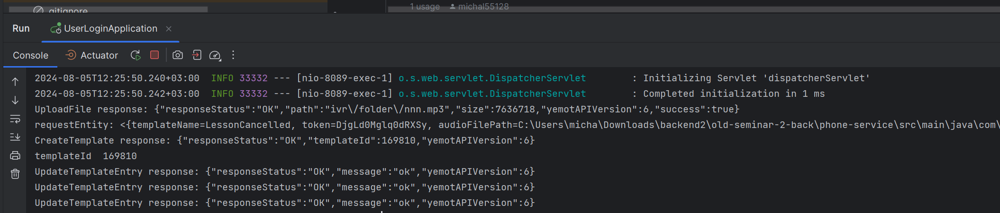 .gitignore
1 usage michal55128
Run UserLoginApplication
Console Actuator
2024-08-05T12:25:50.240+03:00 INFO 33332 --- [nio-8089-exec-1] o.s.web.servlet.DispatcherServlet : Initializing Servlet 'dispatcherServlet'
2024-08-05T12:25:50.242+03:00 INFO 33332 --- [nio-8089-exec-1] o.s.web.servlet.DispatcherServlet : Completed initialization in 1 ms
UploadFile response: {"responseStatus":"OK","path":"ivr\/folder\/nnn.mp3","size":7636718,"yemotAPIVersion":6,"success":true}
requestEntity: <{templateName=LessonCancelled, token=DjgLd0Mglq0dRXSy, audioFilePath=C:\Users\micha\Downloads\backend2\old-seminar-2-back\phone-service\src\main\java\com\
CreateTemplate response: {"responseStatus":"OK","templateId":169810,"yemotAPIVersion":6}
templateId 169810
UpdateTemplateEntry response: {"responseStatus":"OK","message":"ok","yemotAPIVersion":6}
UpdateTemplateEntry response: {"responseStatus":"OK","message":"ok","yemotAPIVersion":6}
UpdateTemplateEntry response: {"responseStatus":"OK","message":"ok","yemotAPIVersion":6}